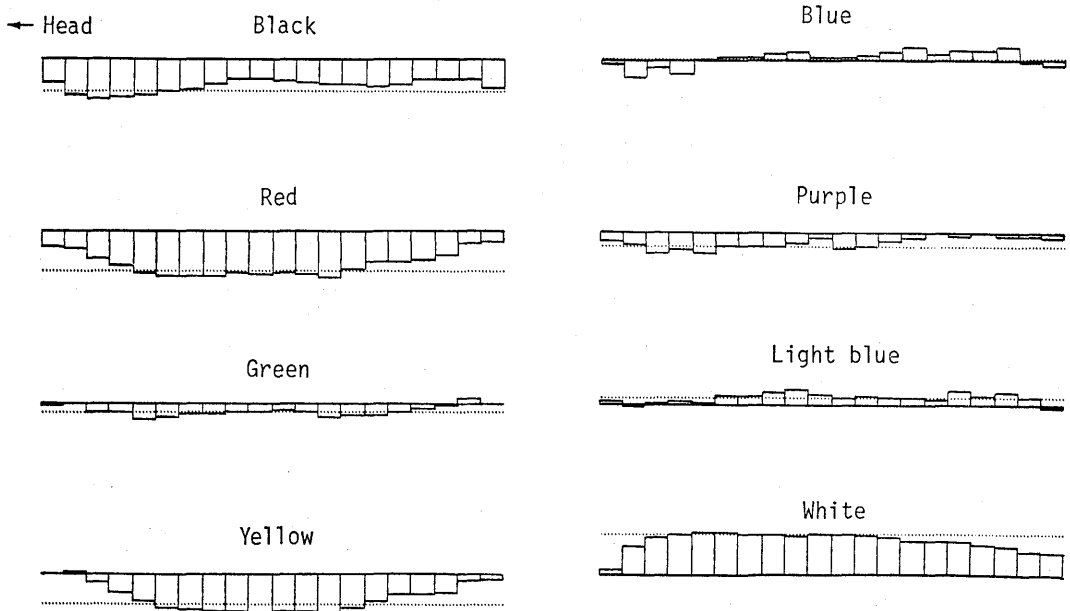 ← Head
Black
Red
Green
Yellow
Blue
Purple
Light blue
White